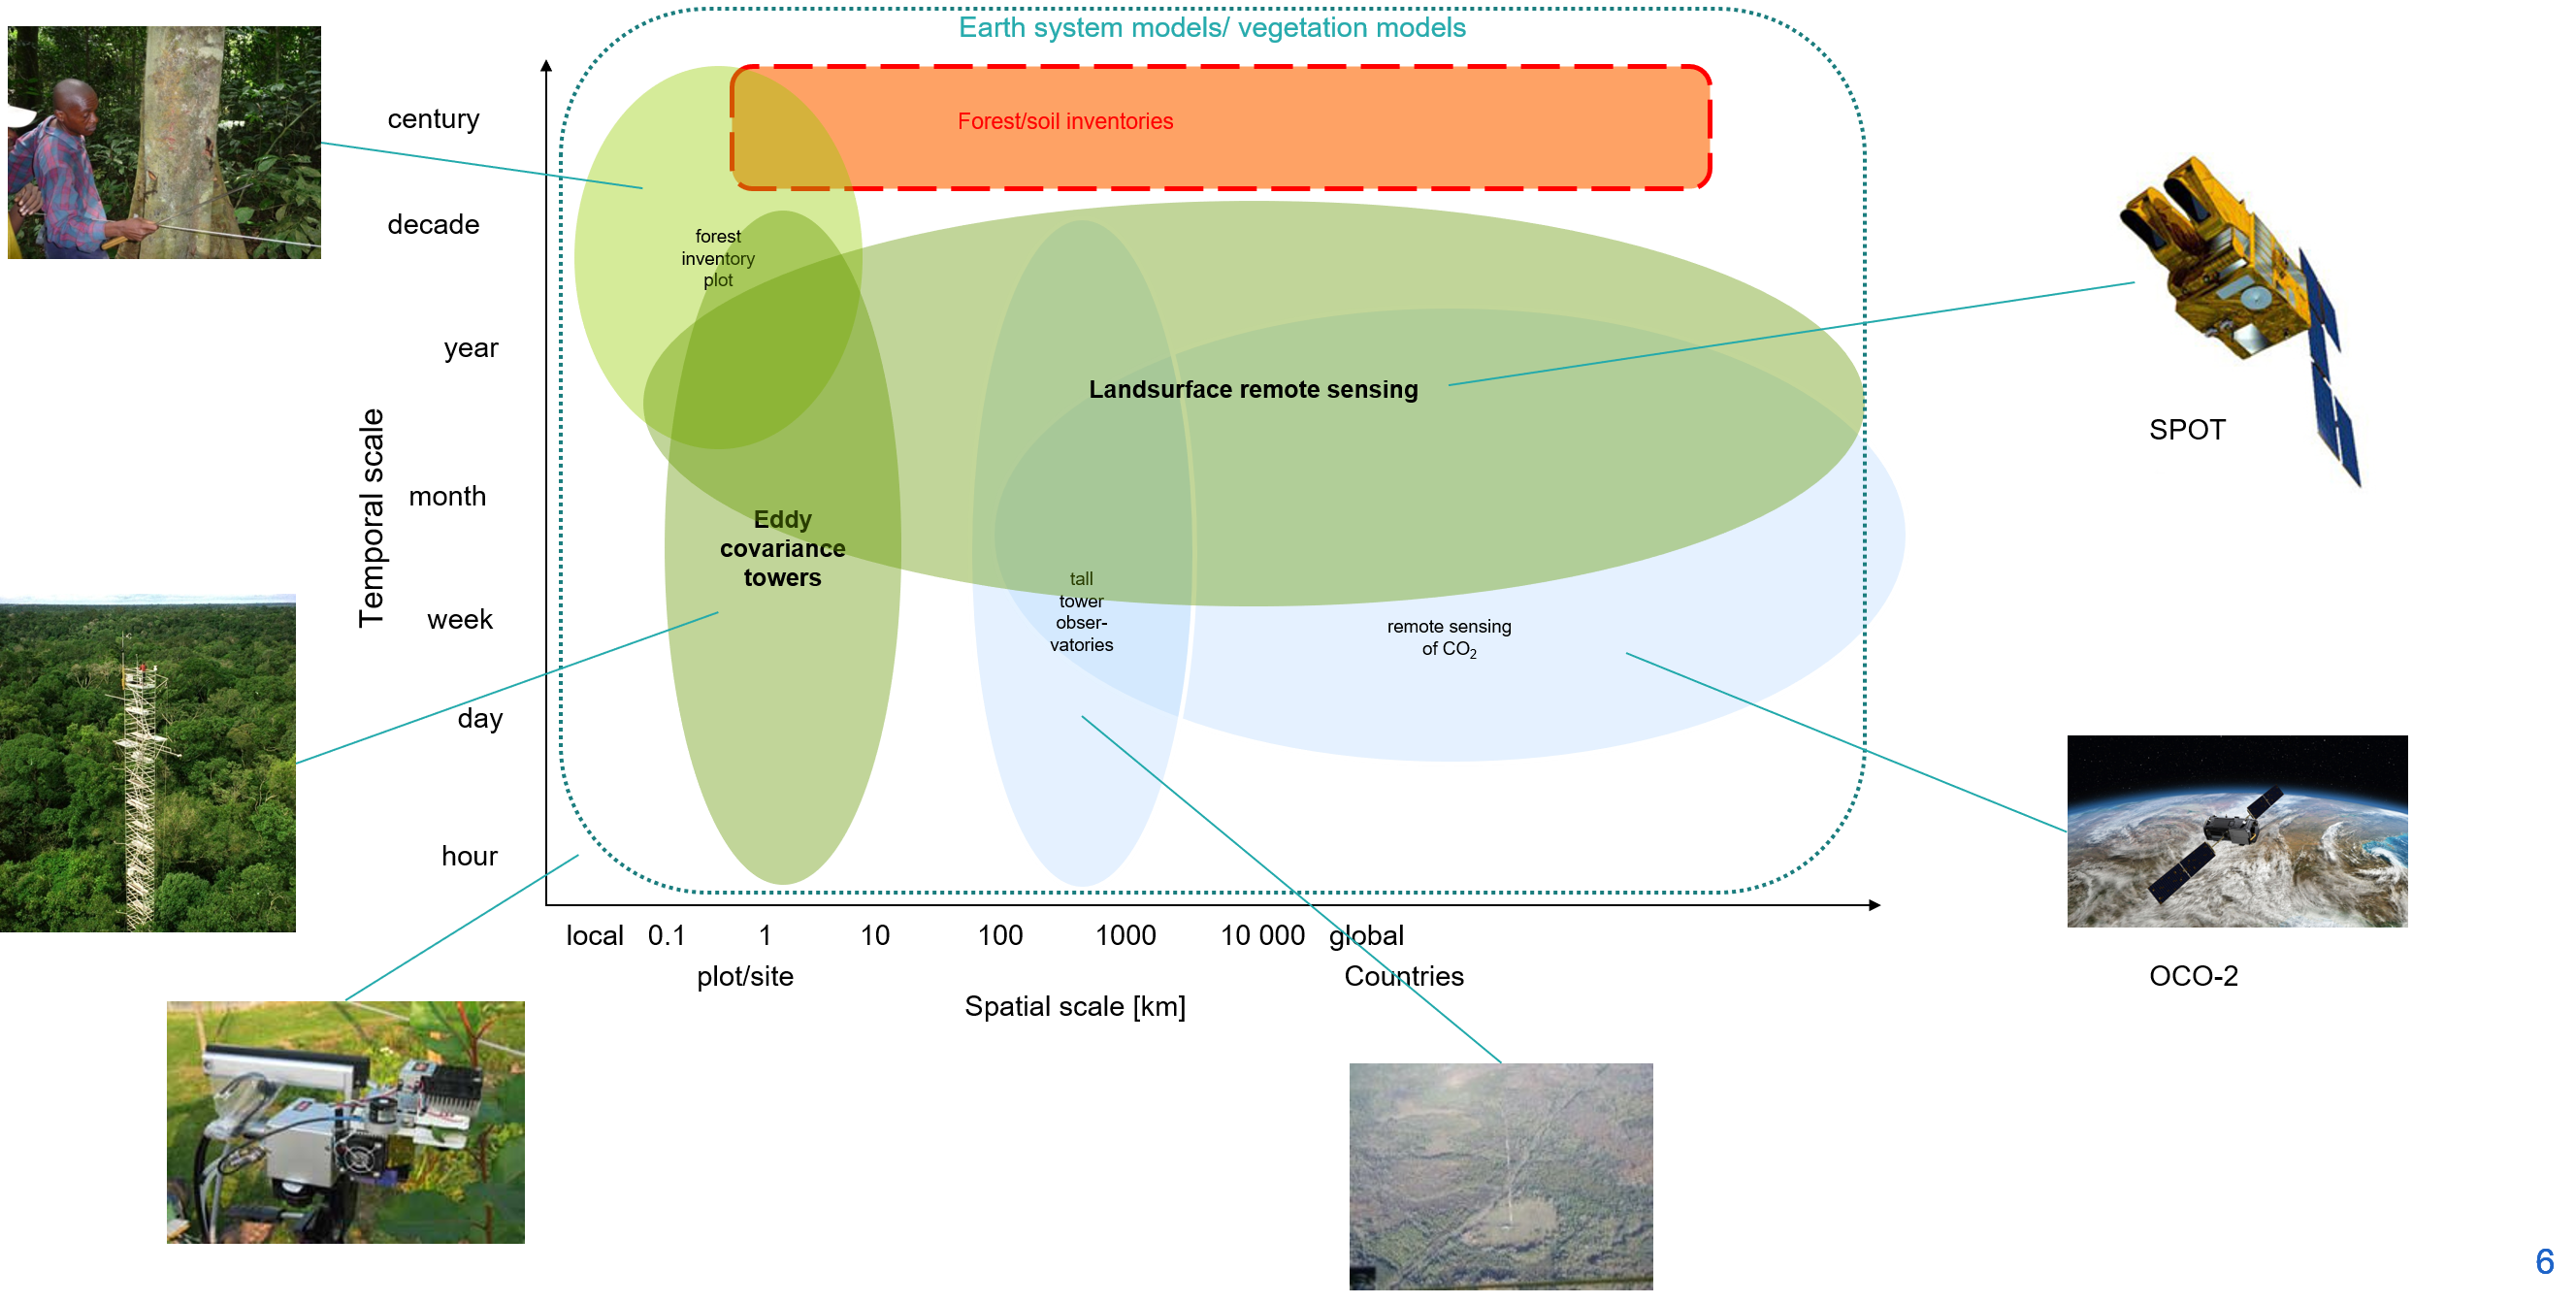 Earth system models/ vegetation models
century
Forest/soil inventories
decade
forest
inventory
plot
year
Landsurface remote sensing
SPOT
Temporal scale
month
Eddy
covariance
towers
week
tall
tower
obser-
vatories
remote sensing
of CO₂
day
hour
local 0.1 1 10 100 1000 10 000 global
plot/site Countries
Spatial scale [km]
OCO-2
6